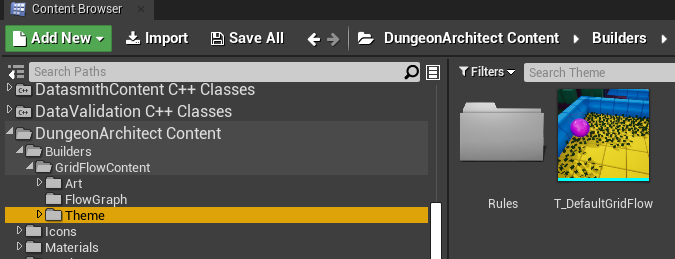 Content Browser
Add New Import Save All DungeonArchitect Content Builders
Search Paths
Filters Search Theme
DatasmithContent C++ Classes
DataValidation C++ Classes
DungeonArchitect Content
Builders
GridFlowContent
Art
FlowGraph
Theme
Icons
Materials
Rules
T_DefaultGridFlow